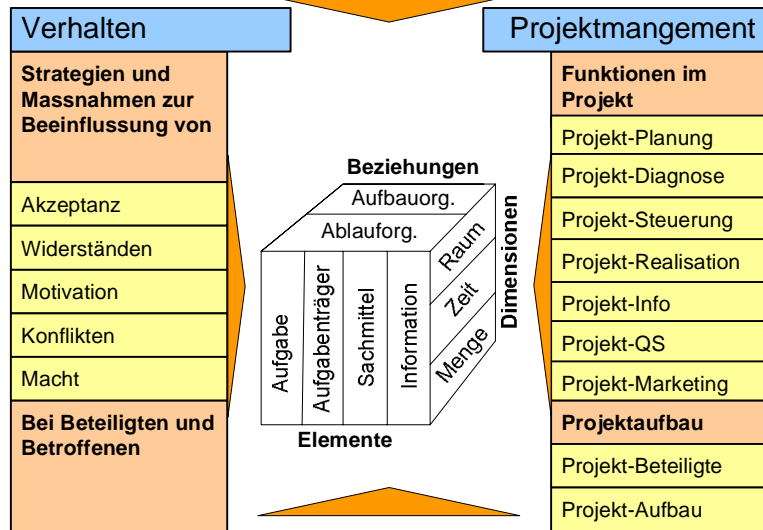 Verhalten
Strategien und
Massnahmen zur
Beeinflussung von
Akzeptanz
Widerständen
Motivation
Konflikten
Macht
Bei Beteiligten und
Betroffenen
Beziehungen
Aufbauorg.
Ablauforg.
Aufgabe
Aufgabenträger
Sachmittel
Information
Raum
Zeit
Menge
Dimensionen
Elemente
Projektmangement
Funktionen im
Projekt
Projekt-Planung
Projekt-Diagnose
Projekt-Steuerung
Projekt-Realisation
Projekt-Info
Projekt-QS
Projekt-Marketing
Projektaufbau
Projekt-Beteiligte
Projekt-Aufbau